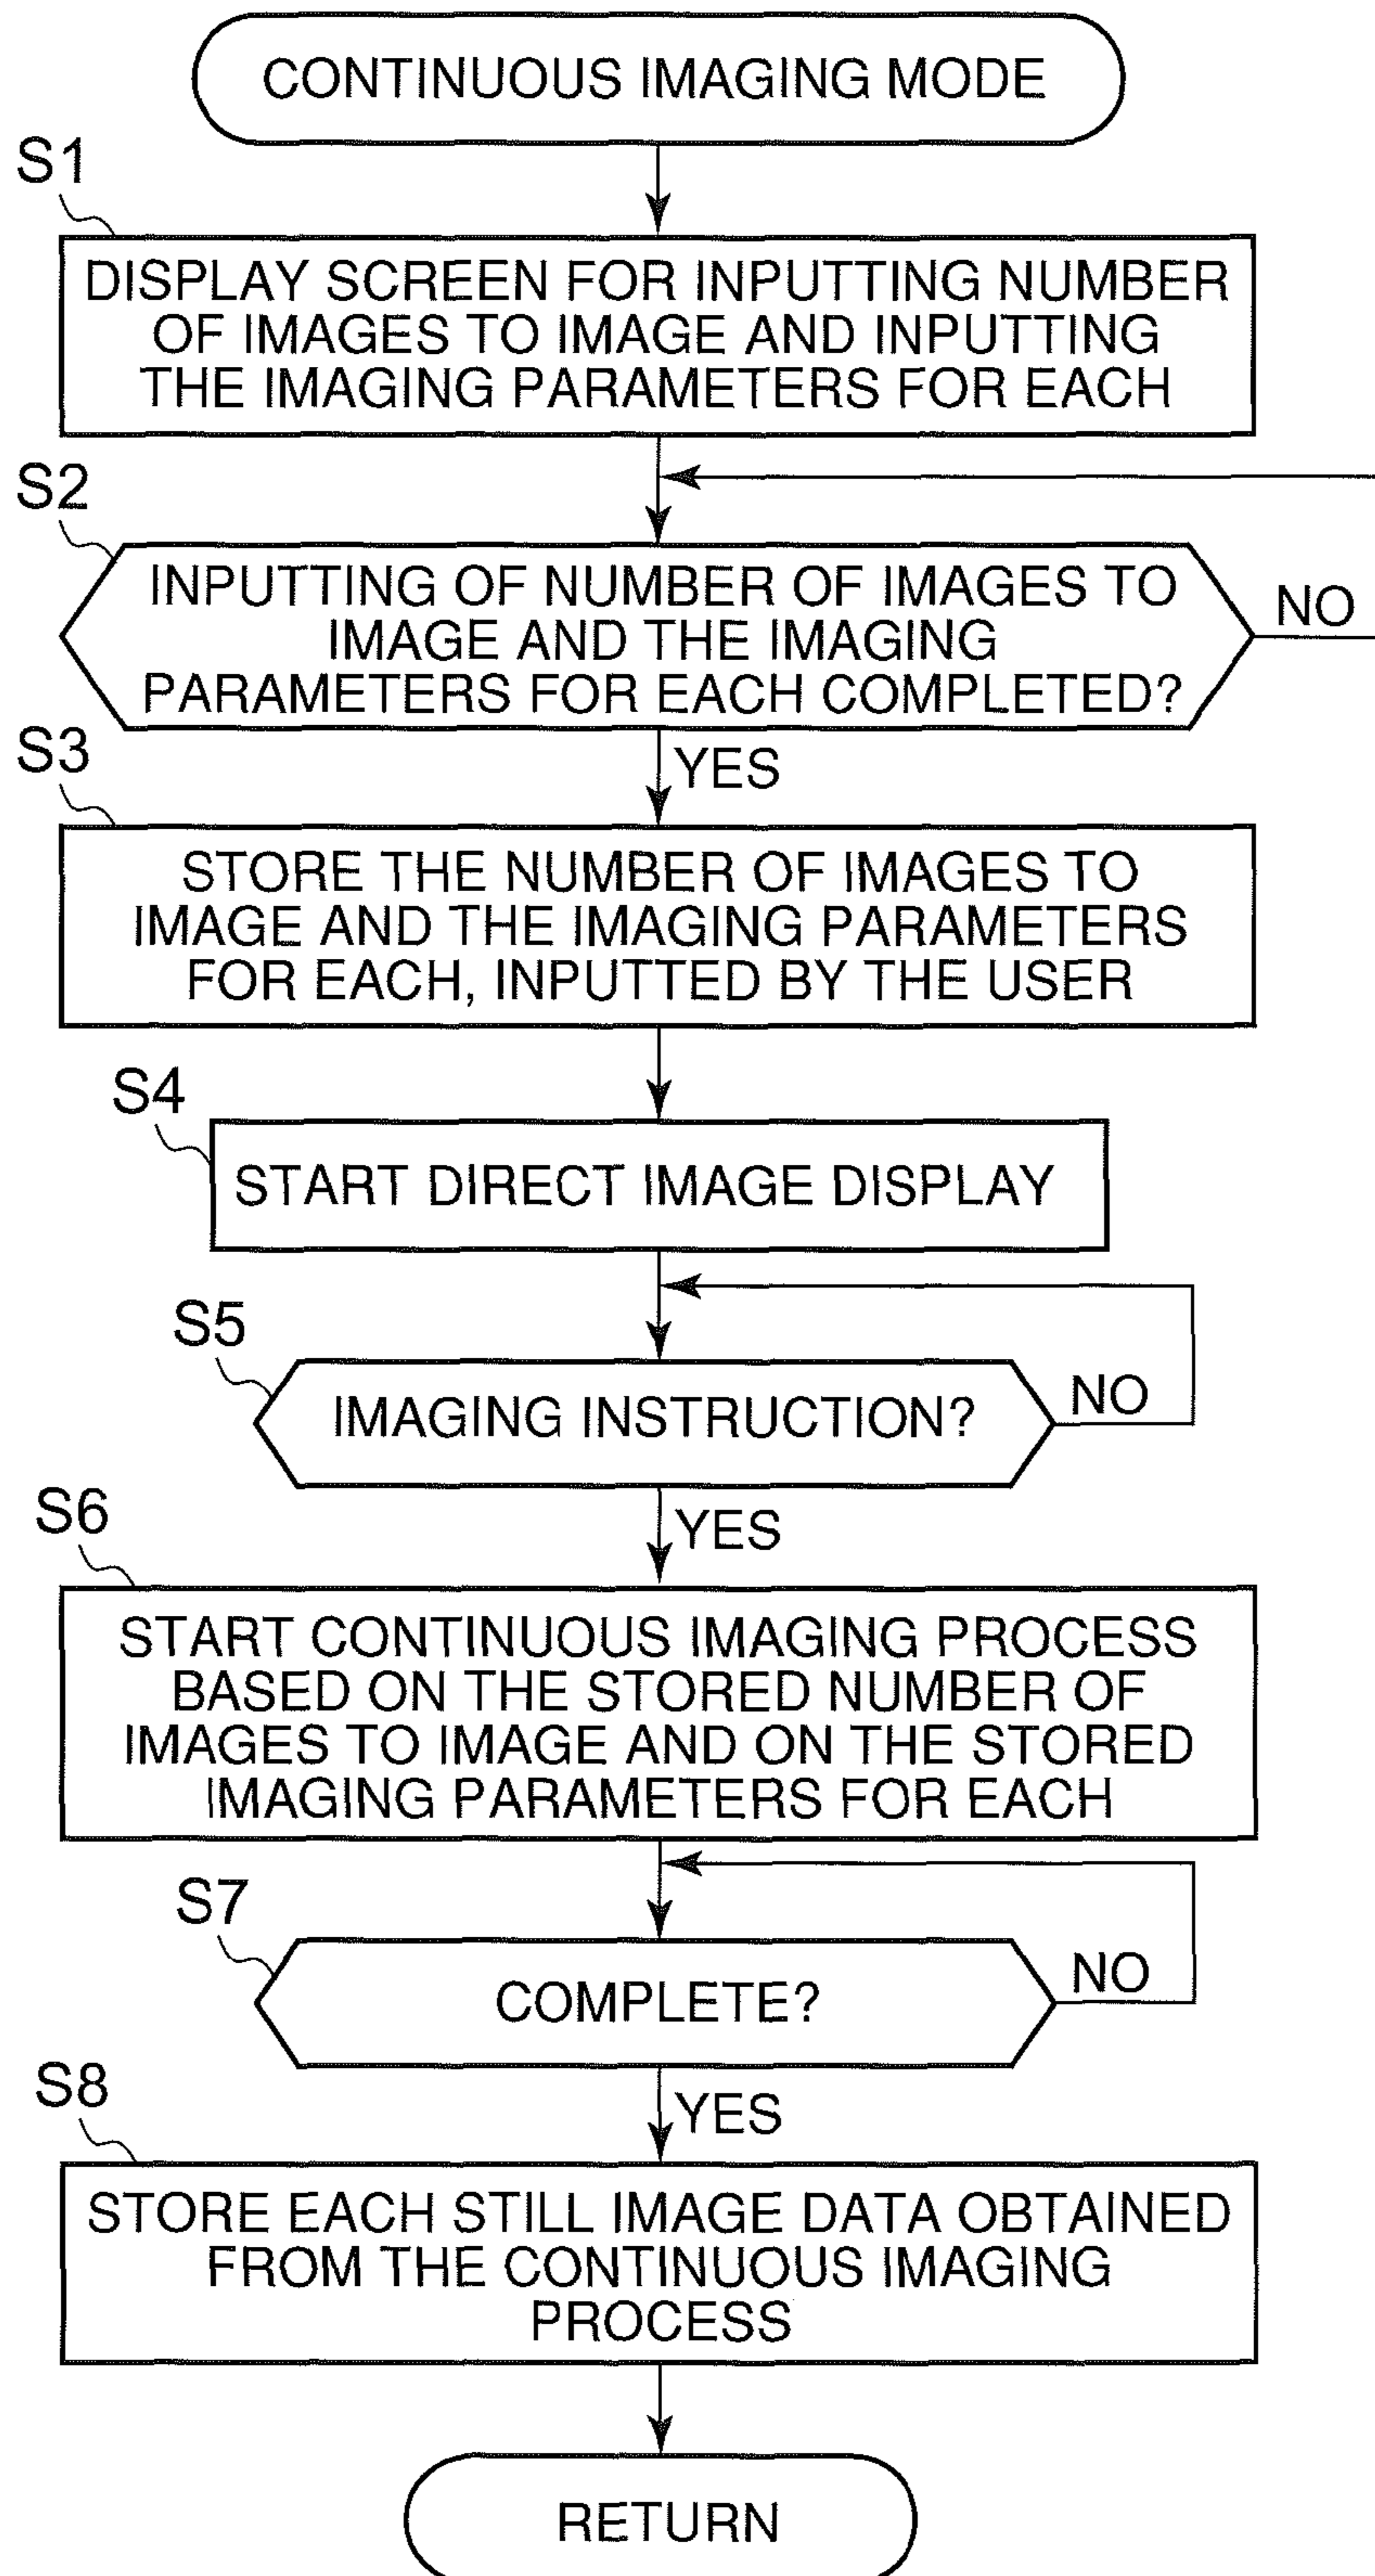 CONTINUOUS IMAGING MODE
S1
DISPLAY SCREEN FOR INPUTTING NUMBER
OF IMAGES TO IMAGE AND INPUTTING
THE IMAGING PARAMETERS FOR EACH
S2
INPUTTING OF NUMBER OF IMAGES TO
IMAGE AND THE IMAGING
PARAMETERS FOR EACH COMPLETED?
NO
YES
S3
STORE THE NUMBER OF IMAGES TO
IMAGE AND THE IMAGING PARAMETERS
FOR EACH, INPUTTED BY THE USER
S4
START DIRECT IMAGE DISPLAY
S5
IMAGING INSTRUCTION?
NO
YES
S6
START CONTINUOUS IMAGING PROCESS
BASED ON THE STORED NUMBER OF
IMAGES TO IMAGE AND ON THE STORED
IMAGING PARAMETERS FOR EACH
S7
COMPLETE?
NO
YES
S8
STORE EACH STILL IMAGE DATA OBTAINED
FROM THE CONTINUOUS IMAGING
PROCESS
RETURN